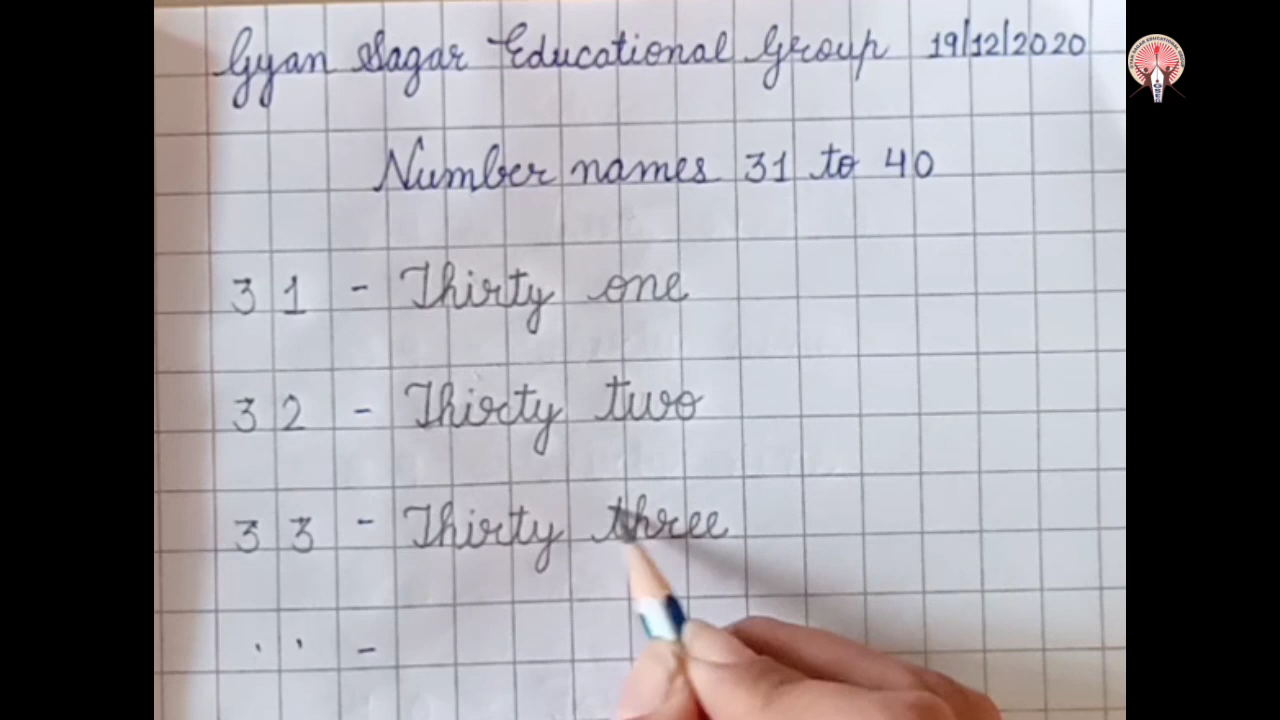 Gyan Sagar Educational Group 19/12/2020
Number names 31 to 40
31 - Thirty one
32 - Thirty two
33 - Thirty three
-